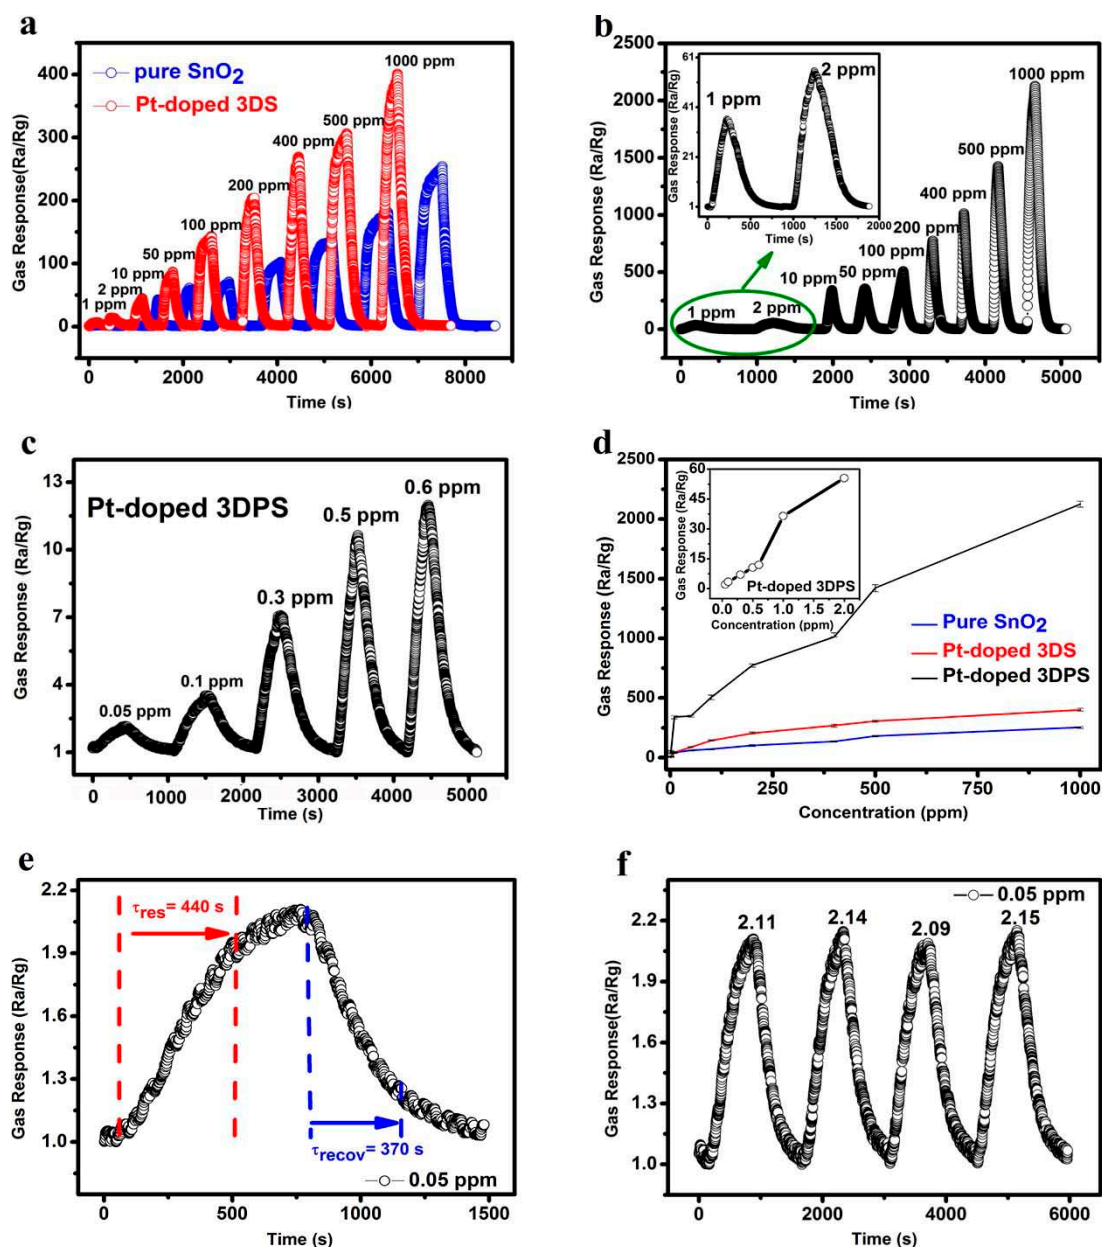 a
Gas Response(Ra/Rg)
400
300
200
100
0
pure SnO2
Pt-doped 3DS
1 ppm
2 ppm
10 ppm
50 ppm
100 ppm
200 ppm
400 ppm
500 ppm
1000 ppm
0 2000 4000 6000 8000
Time (s)
b
Gas Response (Ra/Rg)
2500
2000
1500
1000
500
0
Gas Response (Ra/Rg)
61
41
21
1
1 ppm
2 ppm
0 500 1000 1500 2000
Time (s)
1 ppm
2 ppm
10 ppm
50 ppm
100 ppm
200 ppm
400 ppm
500 ppm
1000 ppm
0 1000 2000 3000 4000 5000
Time (s)
c
Gas Response (Ra/Rg)
13
10
7
4
1
Pt-doped 3DPS
0.05 ppm
0.1 ppm
0.3 ppm
0.5 ppm
0.6 ppm
0 1000 2000 3000 4000 5000
Time (s)
d
Gas Response (Ra/Rg)
2500
2000
1500
1000
500
0
Gas Response (Ra/Rg)
60
45
30
15
0
Pt-doped 3DPS
0.0 0.5 1.0 1.5 2.0
Concentration (ppm)
Pure SnO2
Pt-doped 3DS
Pt-doped 3DPS
0 250 500 750 1000
Concentration (ppm)
e
Gas Response (Ra/Rg)
2.2
1.9
1.6
1.3
1.0
τres= 440 s
τrecov= 370 s
0.05 ppm
0 500 1000 1500
Time (s)
f
Gas Response(Ra/Rg)
2.2
1.9
1.6
1.3
1.0
0.05 ppm
2.11
2.14
2.09
2.15
0 2000 4000 6000
Time (s)